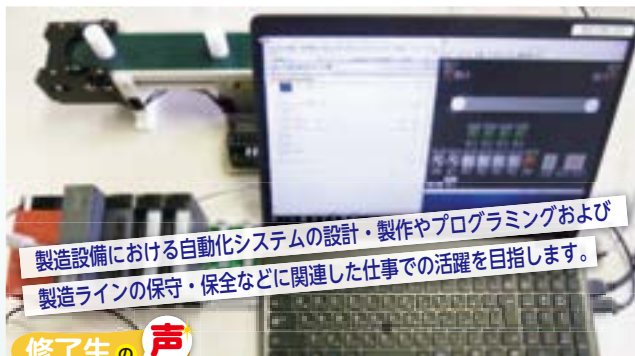 製造設備における自動化システムの設計・製作やプログラミングおよび
製造ラインの保守・保全などに関連した仕事での活躍を目指します。
修了生の声